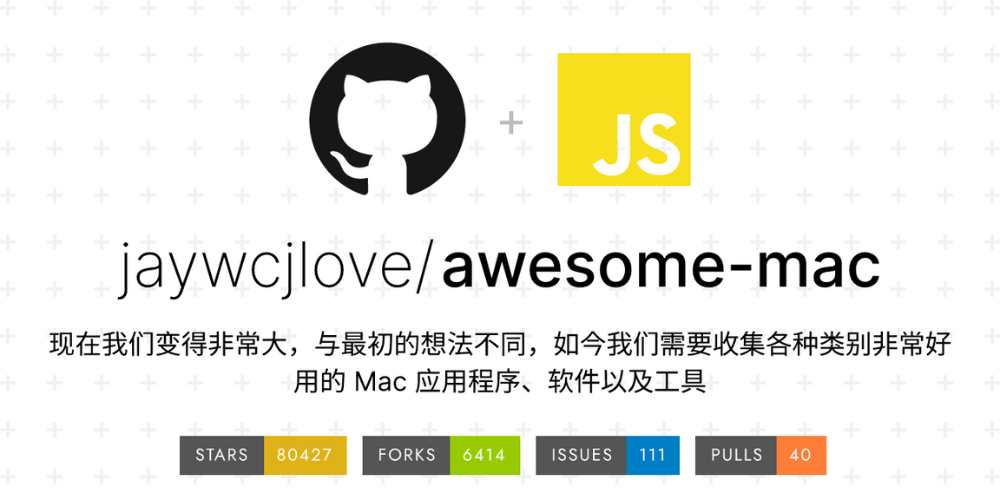 JS
jaywcjlove/awesome-mac
现在我们变得非常大，与最初的想法不同，如今我们需要收集各种类别非常好
用的 Mac 应用程序、软件以及工具
STARS 80427 FORKS 6414 ISSUES 111 PULLS 40